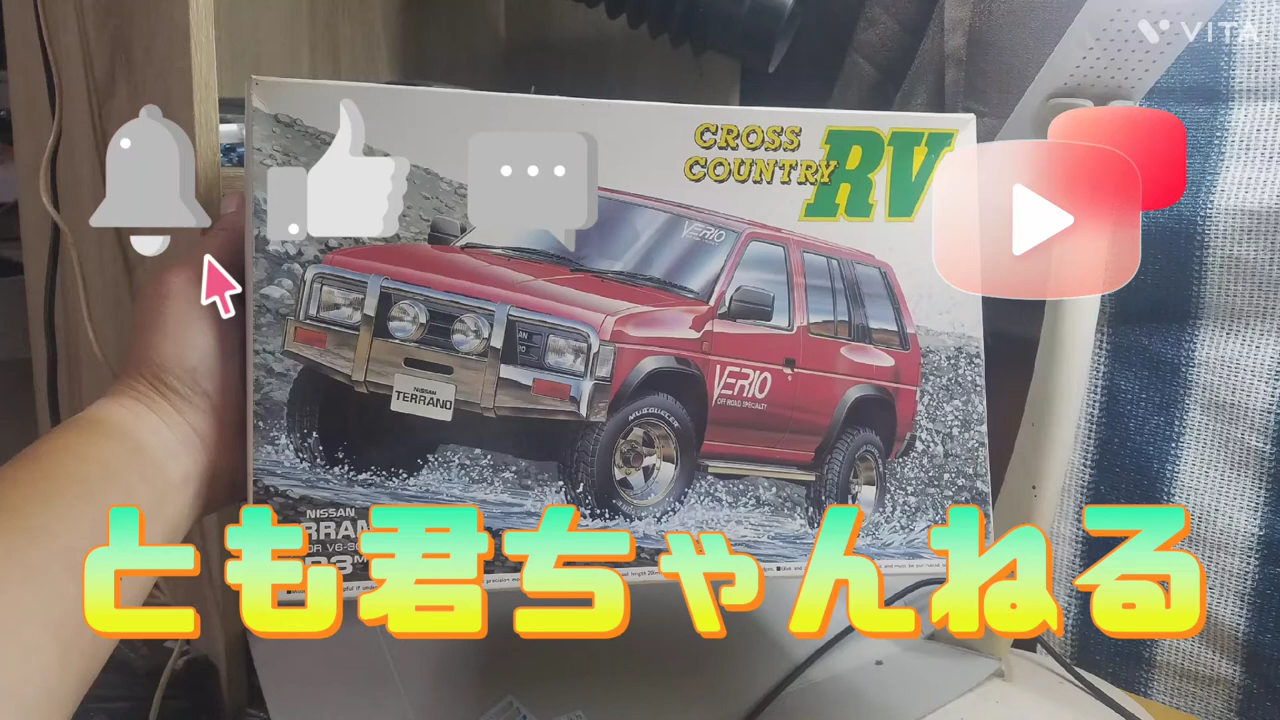 VITA
CROSS
COUNTRY
RV
VERIO
VERIO
OFF ROAD SPECIALTY
NISSAN
TERRANO
NISSAN
とも君ちゃんねる